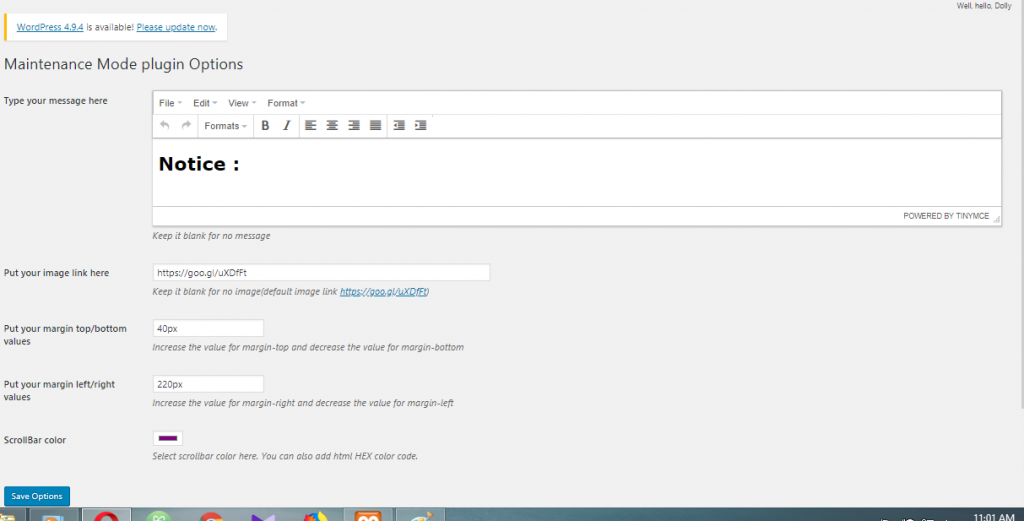 Well, hello, Dolly
WordPress 4.9.4 is available! Please update now.
Maintenance Mode plugin Options
Type your message here
File Edit View Format
Formats B I
Notice :
POWERED BY TINYMCE
Keep it blank for no message
Put your image link here
https://goo.gl/uXDfFt
Keep it blank for no image(default image link https://goo.gl/uXDfFt)
Put your margin top/bottom
values
40px
Increase the value for margin-top and decrease the value for margin-bottom
Put your margin left/right
values
220px
Increase the value for margin-right and decrease the value for margin-left
ScrollBar color
Select scrollbar color here. You can also add html HEX color code.
Save Options
11:01 AM